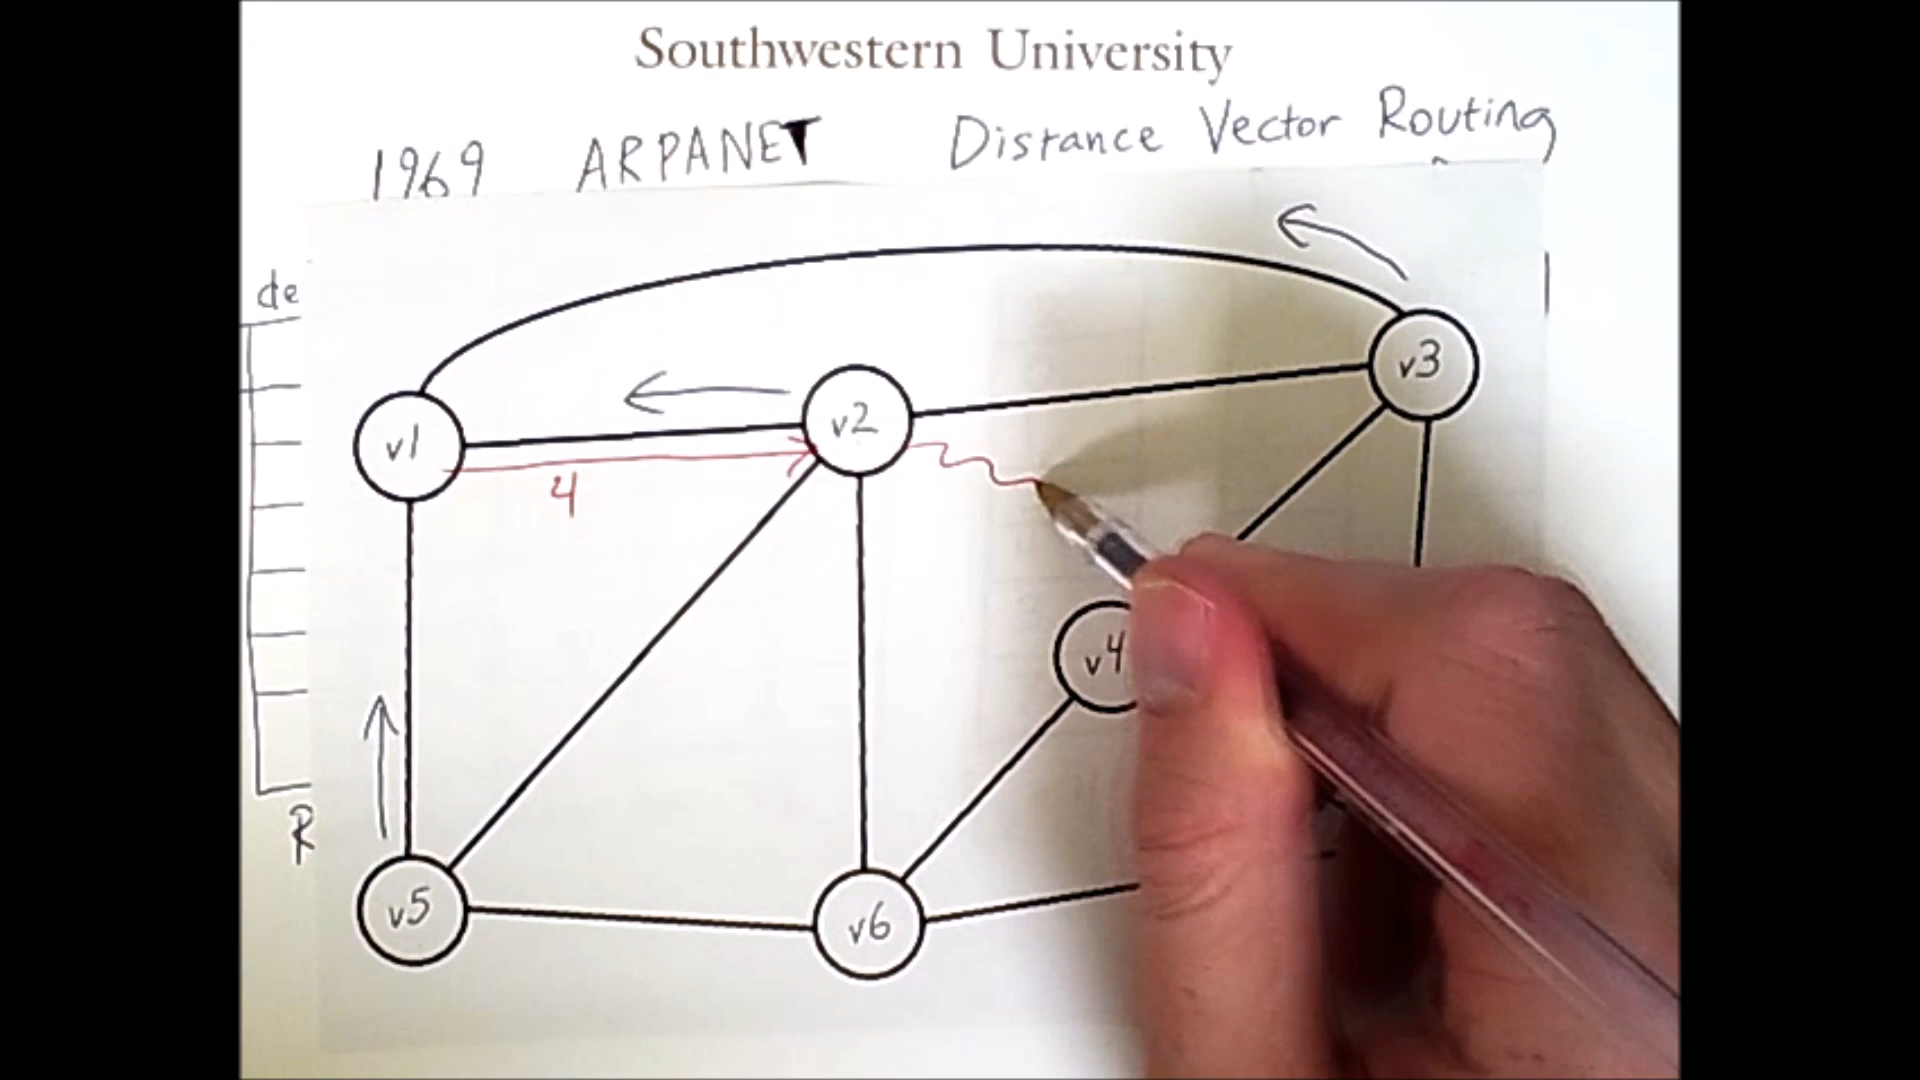 Southwestern University
1969 ARPANET Distance Vector Routing
de
v3
v2
v1
4
v4
R
v5
v6